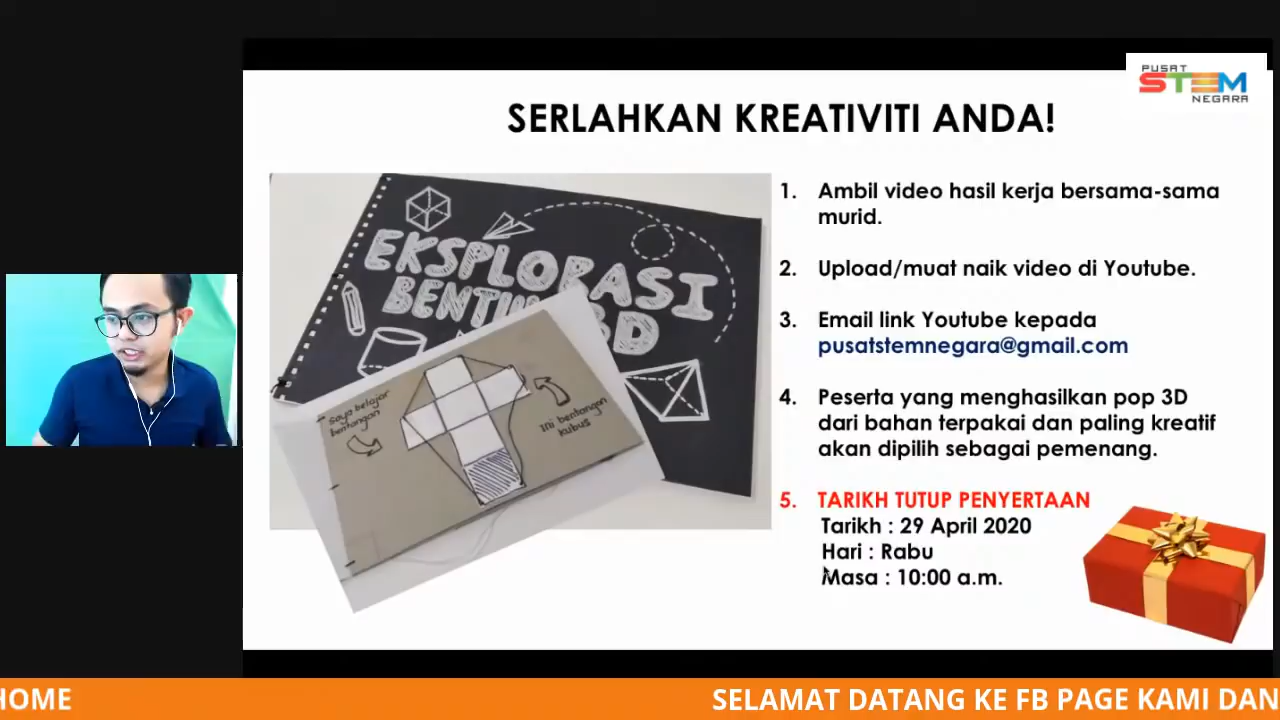 PUSAT
STEM
NEGARA
SERLAHKAN KREATIVITI ANDA!
EKSPLORASI
BENTUK 3D
Saya belajar
bentangan
Ini bentangan
kubus
1. Ambil video hasil kerja bersama-sama
murid.
2. Upload/muat naik video di Youtube.
3. Email link Youtube kepada
pusatstemnegara@gmail.com
4. Peserta yang menghasilkan pop 3D
dari bahan terpakai dan paling kreatif
akan dipilih sebagai pemenang.
5. TARIKH TUTUP PENYERTAAN
Tarikh : 29 April 2020
Hari : Rabu
Masa : 10:00 a.m.
HOME
SELAMAT DATANG KE FB PAGE KAMI DAN